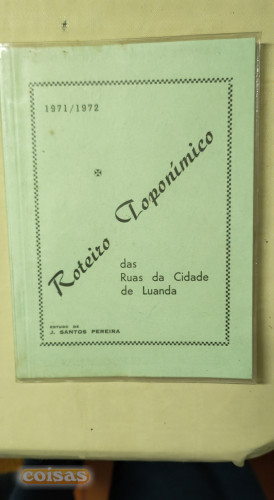 1971/1972
Roteiro Toponímico
das
Ruas da Cidade
de Luanda
ESTUDO DE
J. SANTOS PEREIRA
coisas